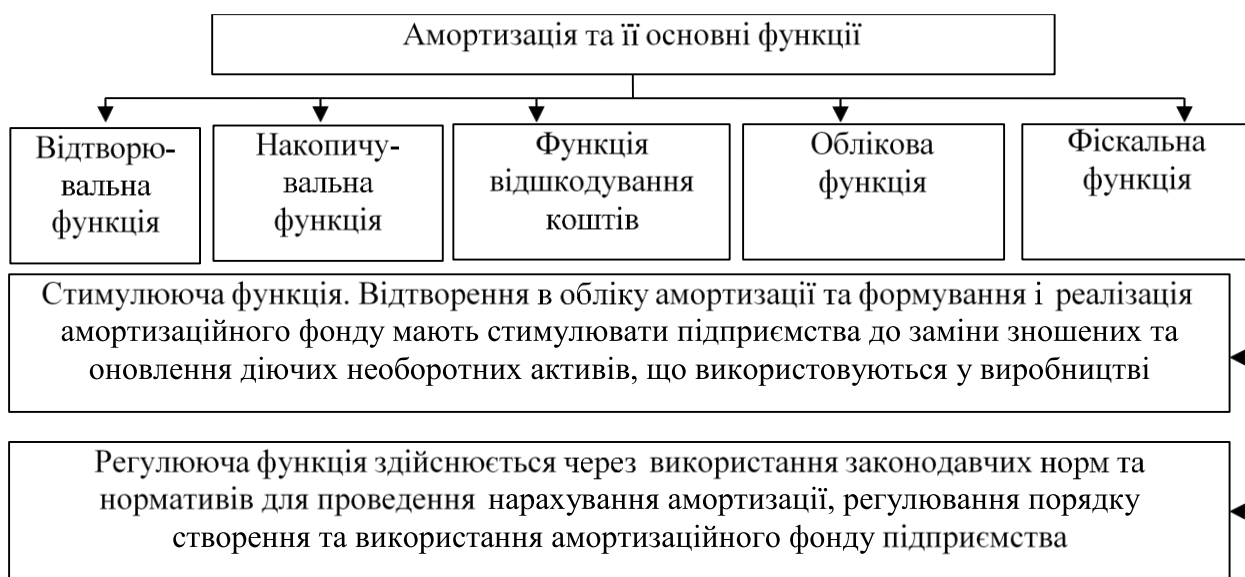 Амортизація та її основні функції
Відтворю-
вальна
функція
Накопичу-
вальна
функція
Функція
відшкодування
коштів
Облікова
функція
Фіскальна
функція
Стимулююча функція. Відтворення в обліку амортизації та формування і реалізація
амортизаційного фонду мають стимулювати підприємства до заміни зношених та
оновлення діючих необоротних активів, що використовуються у виробництві
Регулююча функція здійснюється через використання законодавчих норм та
нормативів для проведення нарахування амортизації, регулювання порядку
створення та використання амортизаційного фонду підприємства